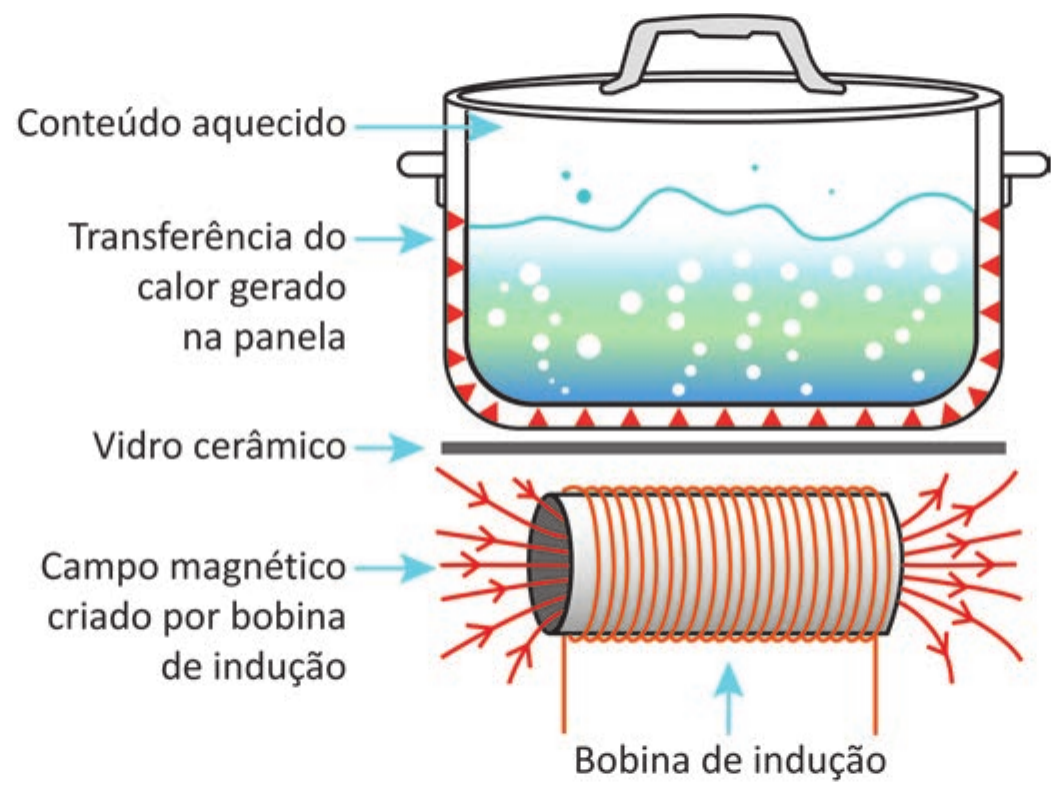 Conteúdo aquecido
Transferência do
calor gerado
na panela
Vidro cerâmico
Campo magnético
criado por bobina
de indução
Bobina de indução